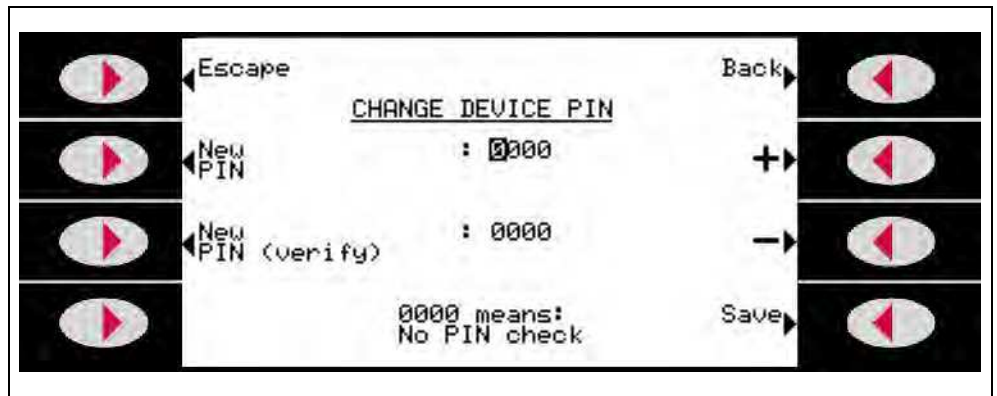 Escape
Back
CHANGE DEVICE PIN
New
PIN
: 0000
+
New
PIN (verify)
: 0000
-
0000 means:
No PIN check
Save